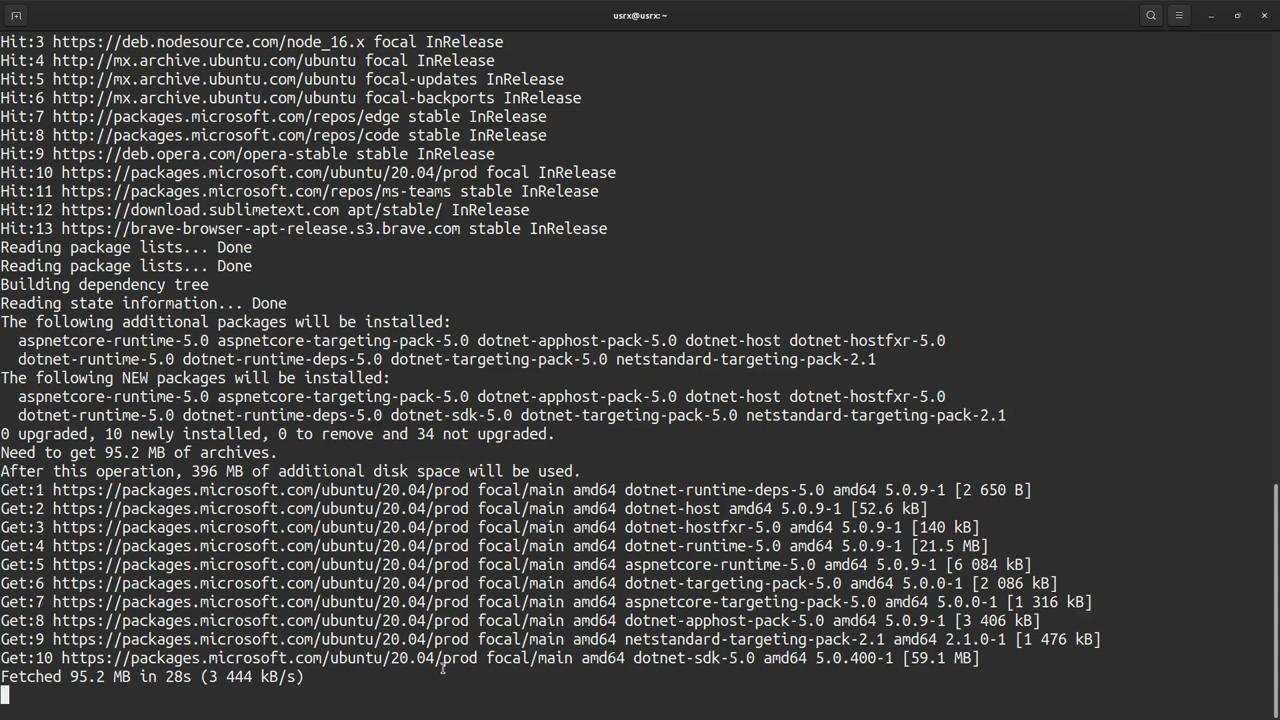 usrx@usrx: ~
Hit:3 https://deb.nodesource.com/node_16.x focal InRelease
Hit:4 http://mx.archive.ubuntu.com/ubuntu focal InRelease
Hit:5 http://mx.archive.ubuntu.com/ubuntu focal-updates InRelease
Hit:6 http://mx.archive.ubuntu.com/ubuntu focal-backports InRelease
Hit:7 http://packages.microsoft.com/repos/edge stable InRelease
Hit:8 http://packages.microsoft.com/repos/code stable InRelease
Hit:9 https://deb.opera.com/opera-stable stable InRelease
Hit:10 https://packages.microsoft.com/ubuntu/20.04/prod focal InRelease
Hit:11 https://packages.microsoft.com/repos/ms-teams stable InRelease
Hit:12 https://download.sublimetext.com apt/stable/ InRelease
Hit:13 https://brave-browser-apt-release.s3.brave.com stable InRelease
Reading package lists... Done
Reading package lists... Done
Building dependency tree
Reading state information... Done
The following additional packages will be installed:
  aspnetcore-runtime-5.0 aspnetcore-targeting-pack-5.0 dotnet-apphost-pack-5.0 dotnet-host dotnet-hostfxr-5.0
  dotnet-runtime-5.0 dotnet-runtime-deps-5.0 dotnet-targeting-pack-5.0 netstandard-targeting-pack-2.1
The following NEW packages will be installed:
  aspnetcore-runtime-5.0 aspnetcore-targeting-pack-5.0 dotnet-apphost-pack-5.0 dotnet-host dotnet-hostfxr-5.0
  dotnet-runtime-5.0 dotnet-runtime-deps-5.0 dotnet-sdk-5.0 dotnet-targeting-pack-5.0 netstandard-targeting-pack-2.1
0 upgraded, 10 newly installed, 0 to remove and 34 not upgraded.
Need to get 95.2 MB of archives.
After this operation, 396 MB of additional disk space will be used.
Get:1 https://packages.microsoft.com/ubuntu/20.04/prod focal/main amd64 dotnet-runtime-deps-5.0 amd64 5.0.9-1 [2 650 B]
Get:2 https://packages.microsoft.com/ubuntu/20.04/prod focal/main amd64 dotnet-host amd64 5.0.9-1 [52.6 kB]
Get:3 https://packages.microsoft.com/ubuntu/20.04/prod focal/main amd64 dotnet-hostfxr-5.0 amd64 5.0.9-1 [140 kB]
Get:4 https://packages.microsoft.com/ubuntu/20.04/prod focal/main amd64 dotnet-runtime-5.0 amd64 5.0.9-1 [21.5 MB]
Get:5 https://packages.microsoft.com/ubuntu/20.04/prod focal/main amd64 aspnetcore-runtime-5.0 amd64 5.0.9-1 [6 084 kB]
Get:6 https://packages.microsoft.com/ubuntu/20.04/prod focal/main amd64 dotnet-targeting-pack-5.0 amd64 5.0.0-1 [2 086 kB]
Get:7 https://packages.microsoft.com/ubuntu/20.04/prod focal/main amd64 aspnetcore-targeting-pack-5.0 amd64 5.0.0-1 [1 316 kB]
Get:8 https://packages.microsoft.com/ubuntu/20.04/prod focal/main amd64 dotnet-apphost-pack-5.0 amd64 5.0.9-1 [3 406 kB]
Get:9 https://packages.microsoft.com/ubuntu/20.04/prod focal/main amd64 netstandard-targeting-pack-2.1 amd64 2.1.0-1 [1 476 kB]
Get:10 https://packages.microsoft.com/ubuntu/20.04/prod focal/main amd64 dotnet-sdk-5.0 amd64 5.0.400-1 [59.1 MB]
Fetched 95.2 MB in 28s (3 444 kB/s)